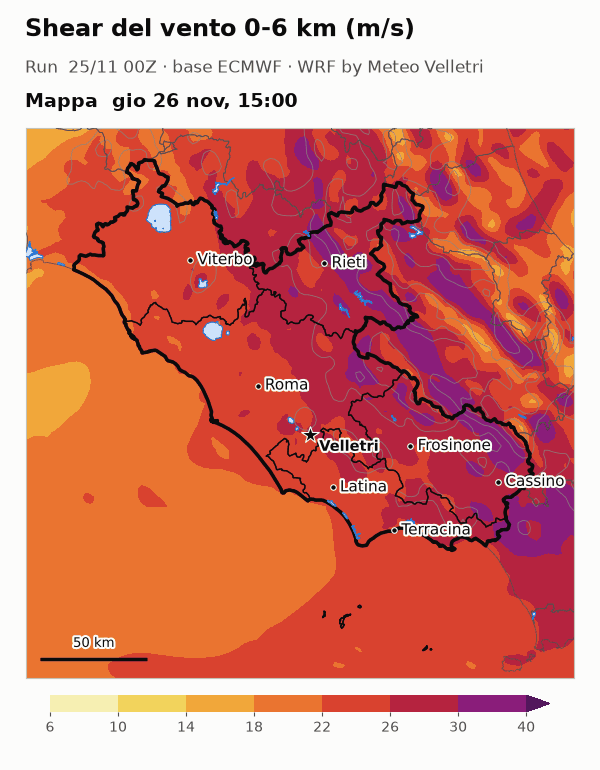 Shear del vento 0-6 km (m/s)
Run  25/11 00Z · base ECMWF · WRF by Meteo Velletri
Mappa  gio 26 nov, 15:00
Viterbo
Rieti
Roma
Velletri
Frosinone
Cassino
Latina
Terracina
50 km
6 10 14 18 22 26 30 40